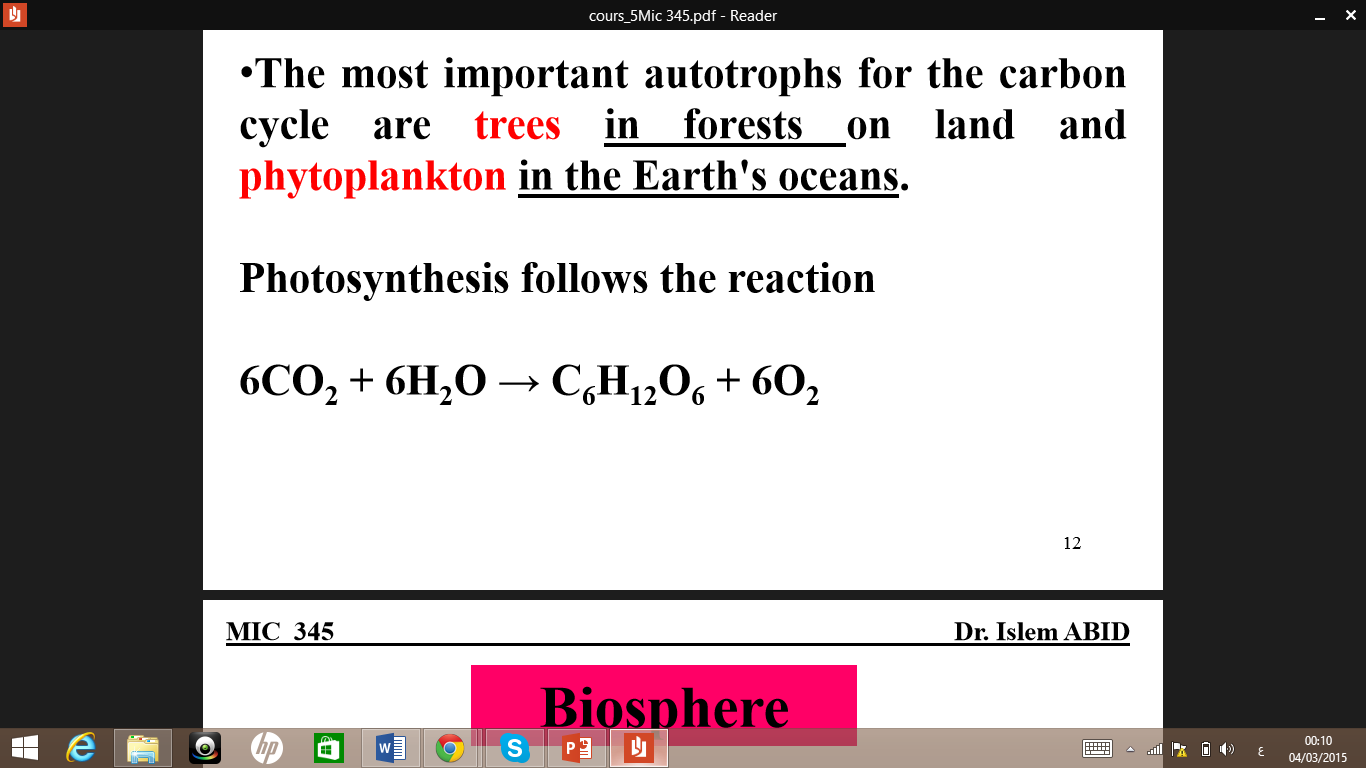 cours_5Mic 345.pdf - Reader
•The most important autotrophs for the carbon
cycle are trees in forests on land and
phytoplankton in the Earth's oceans.
Photosynthesis follows the reaction
6CO₂ + 6H₂O → C₆H₁₂O₆ + 6O₂
12
MIC 345 Dr. Islem ABID
Biosphere
hp
00:10
ع
04/03/2015